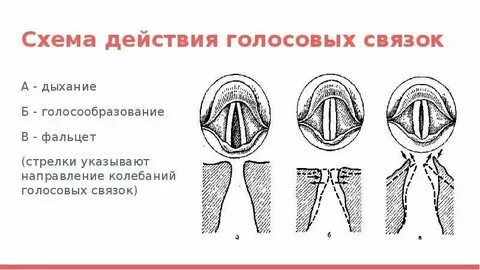 Схема действия голосовых связок
А - дыхание
Б - голосообразование
В - фальцет
(стрелки указывают
направление колебаний
голосовых связок)
а
б
в